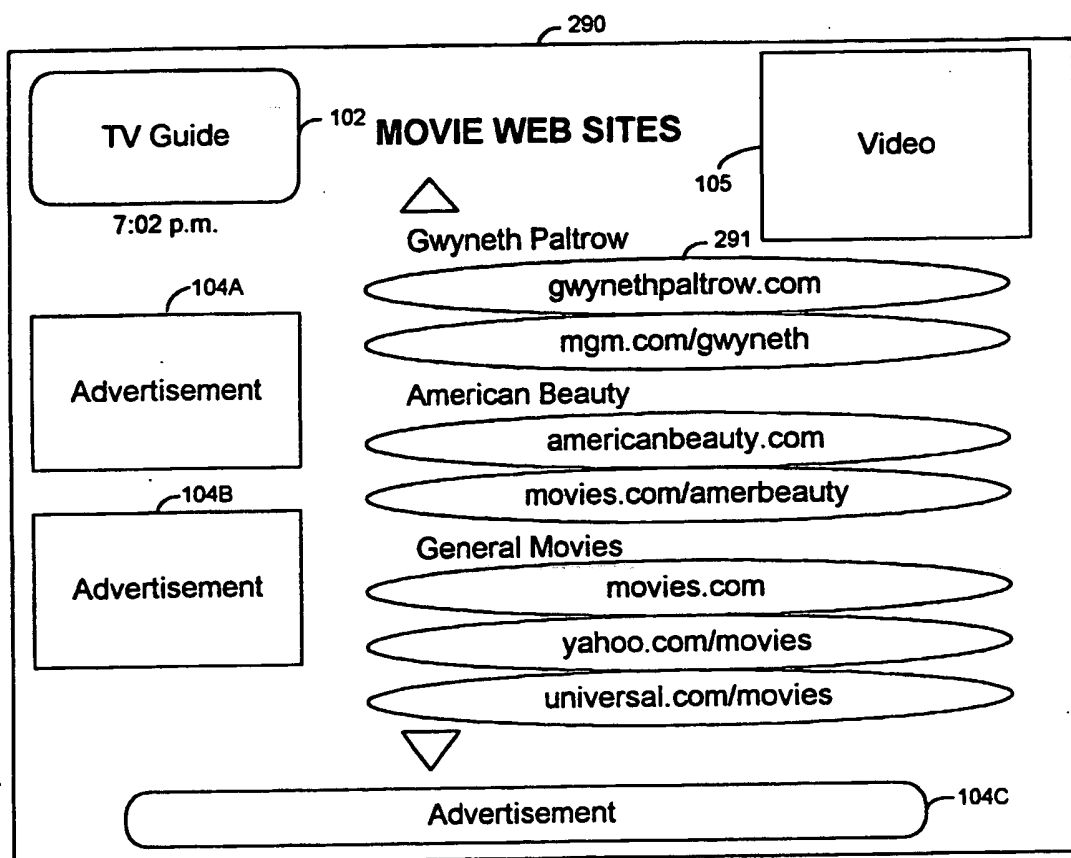 290
TV Guide
102
MOVIE WEB SITES
Video
105
7:02 p.m.
Gwyneth Paltrow
291
gwynethpaltrow.com
104A
mgm.com/gwyneth
Advertisement
American Beauty
americanbeauty.com
104B
movies.com/amerbeauty
General Movies
Advertisement
movies.com
yahoo.com/movies
universal.com/movies
Advertisement
104C